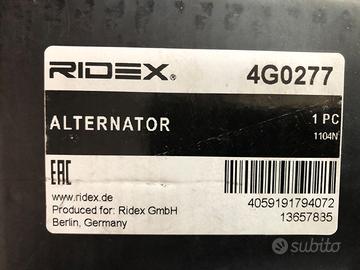 RIDEX® 4G0277
ALTERNATOR 1 PC
1104N
EAC
www.ridex.de
Produced for: Ridex GmbH
Berlin, Germany
4059191794072
13657835
subito